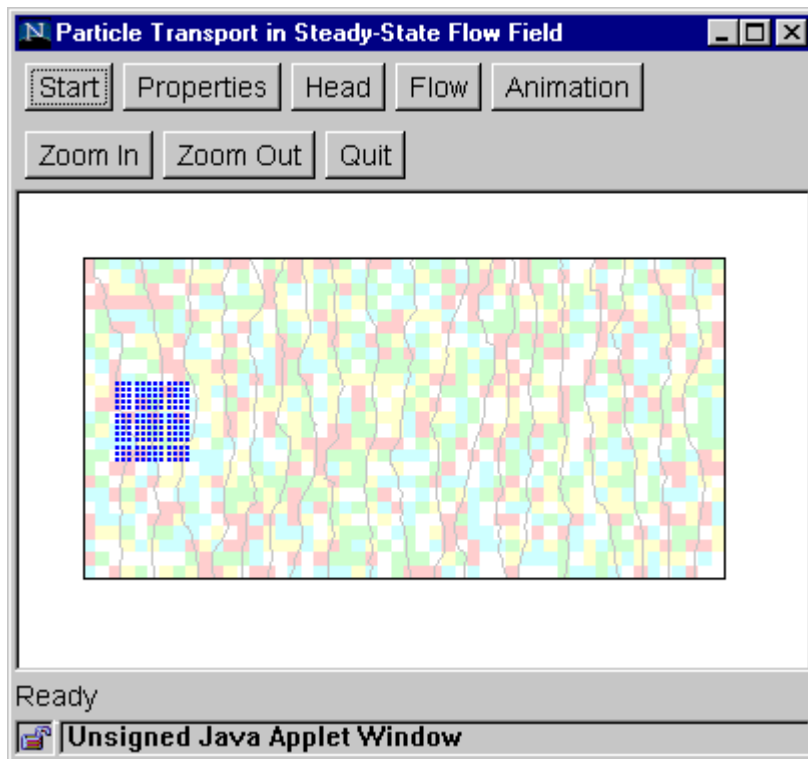 N Particle Transport in Steady-State Flow Field
Start Properties Head Flow Animation
Zoom In Zoom Out Quit
Ready
Unsigned Java Applet Window